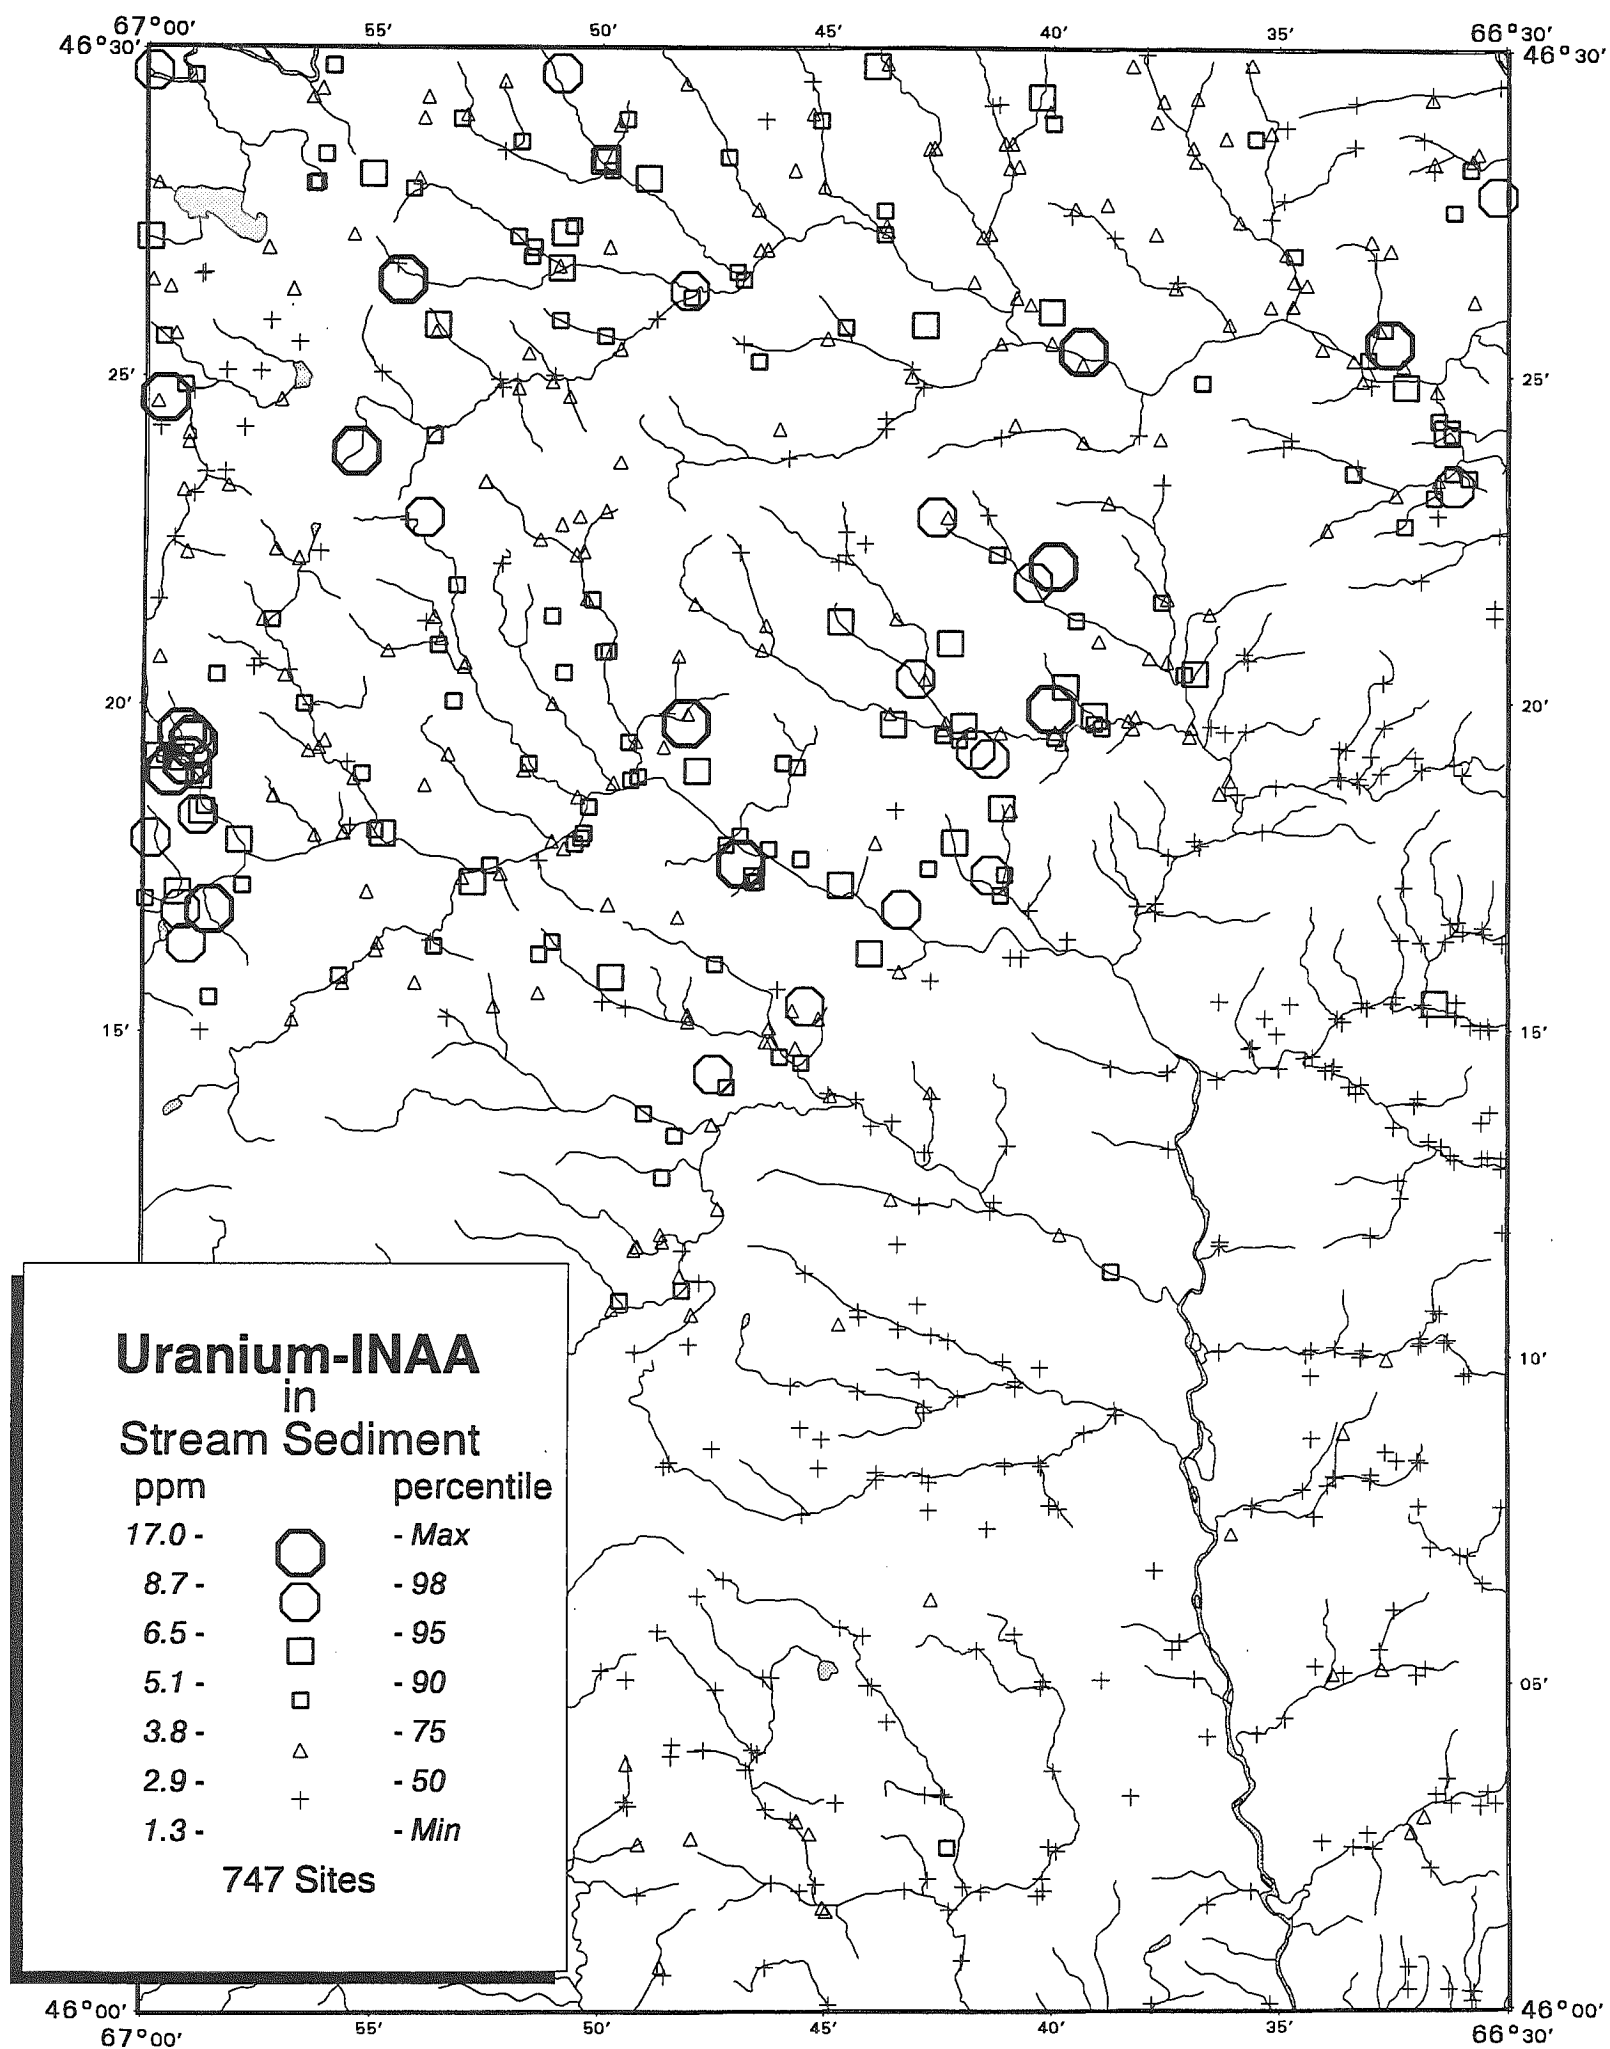 67°00′ 55′ 50′ 45′ 40′ 35′ 66°30′
46°30′ 46°30′
25′ 25′
20′ 20′
15′ 15′
10′
05′
Uranium-INAA
in
Stream Sediment
ppm percentile
17.0 - - Max
8.7 - - 98
6.5 - - 95
5.1 - - 90
3.8 - - 75
2.9 - - 50
1.3 - - Min
747 Sites
46°00′ 46°00′
67°00′ 55′ 50′ 45′ 40′ 35′ 66°30′